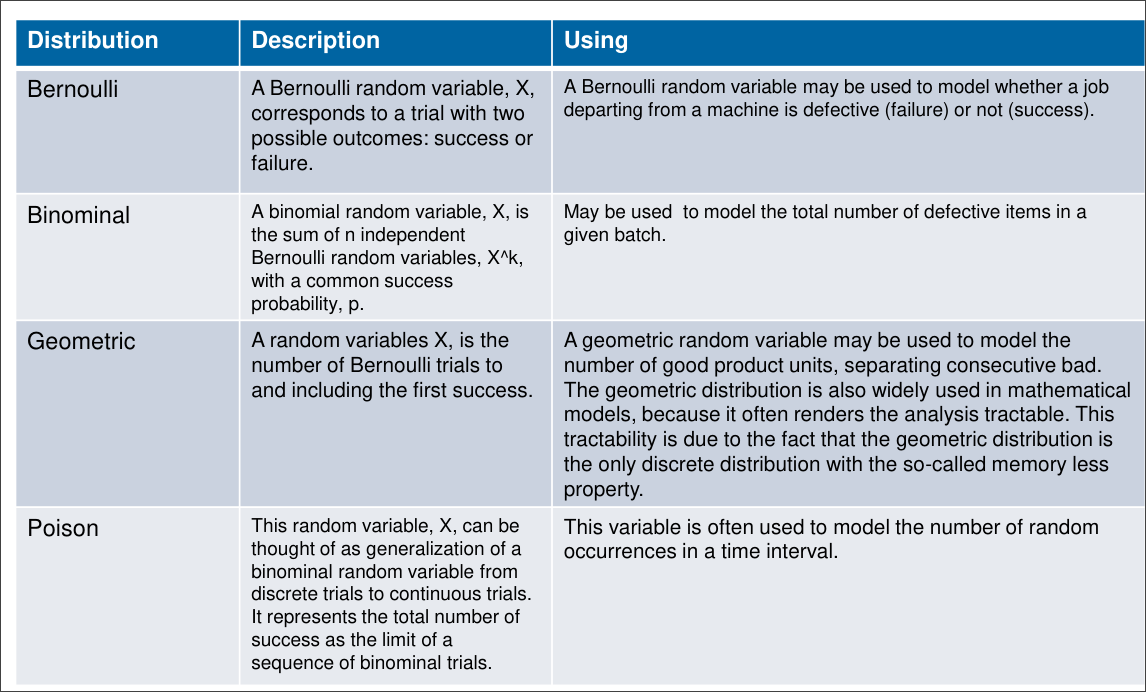 Distribution
Description
Using
Bernoulli
A Bernoulli random variable, X,
corresponds to a trial with two
possible outcomes: success or
failure.
A Bernoulli random variable may be used to model whether a job
departing from a machine is defective (failure) or not (success).
Binominal
A binomial random variable, X, is
the sum of n independent
Bernoulli random variables, X^k,
with a common success
probability, p.
May be used  to model the total number of defective items in a
given batch.
Geometric
A random variables X, is the
number of Bernoulli trials to
and including the first success.
A geometric random variable may be used to model the
number of good product units, separating consecutive bad.
The geometric distribution is also widely used in mathematical
models, because it often renders the analysis tractable. This
tractability is due to the fact that the geometric distribution is
the only discrete distribution with the so-called memory less
property.
Poison
This random variable, X, can be
thought of as generalization of a
binominal random variable from
discrete trials to continuous trials.
It represents the total number of
success as the limit of a
sequence of binominal trials.
This variable is often used to model the number of random
occurrences in a time interval.